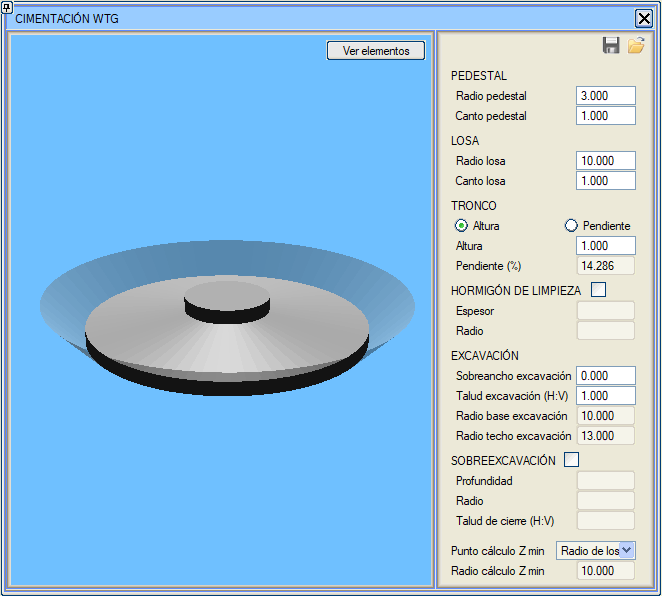 CIMENTACIÓN WTG
Ver elementos
PEDESTAL
Radio pedestal 3.000
Canto pedestal 1.000
LOSA
Radio losa 10.000
Canto losa 1.000
TRONCO
Altura Pendiente
Altura 1.000
Pendiente (%) 14.286
HORMIGÓN DE LIMPIEZA
Espesor
Radio
EXCAVACIÓN
Sobreancho excavación 0.000
Talud excavación (H:V) 1.000
Radio base excavación 10.000
Radio techo excavación 13.000
SOBREEXCAVACIÓN
Profundidad
Radio
Talud de cierre (H:V)
Punto cálculo Z min Radio de los
Radio cálculo Z min 10.000